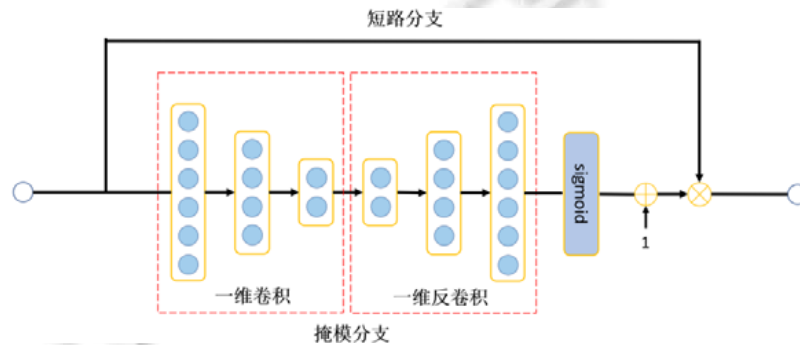 短路分支
sigmoid
1
一维卷积
一维反卷积
掩模分支